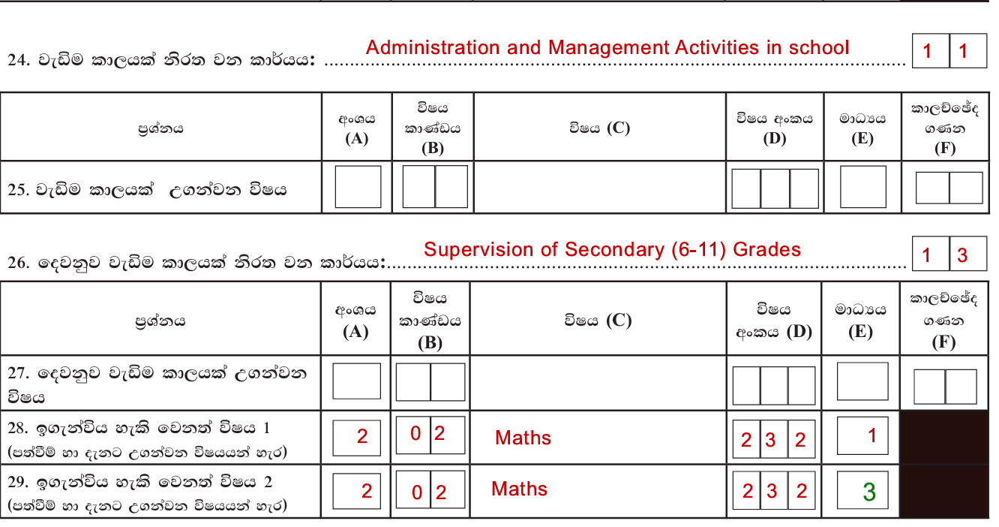 24. වැඩිම කාලයක් නිරත වන කාර්යය: Administration and Management Activities in school 1 1
ප්‍රශ්නය අංශය (A) විෂය කාණ්ඩය (B) විෂය (C) විෂය අංකය (D) මාධ්‍යය (E) කාලච්ඡේද ගණන (F)
25. වැඩිම කාලයක් උගන්වන විෂය
26. දෙවනුව වැඩිම කාලයක් නිරත වන කාර්යය: Supervision of Secondary (6-11) Grades 1 3
ප්‍රශ්නය අංශය (A) විෂය කාණ්ඩය (B) විෂය (C) විෂය අංකය (D) මාධ්‍යය (E) කාලච්ඡේද ගණන (F)
27. දෙවනුව වැඩිම කාලයක් උගන්වන
විෂය
28. ඉගැන්විය හැකි වෙනත් විෂය 1 2 0 2 Maths 2 3 2 1
(පත්වීම් හා දැනට උගන්වන විෂයයන් හැර)
29. ඉගැන්විය හැකි වෙනත් විෂය 2 2 0 2 Maths 2 3 2 3
(පත්වීම් හා දැනට උගන්වන විෂයයන් හැර)